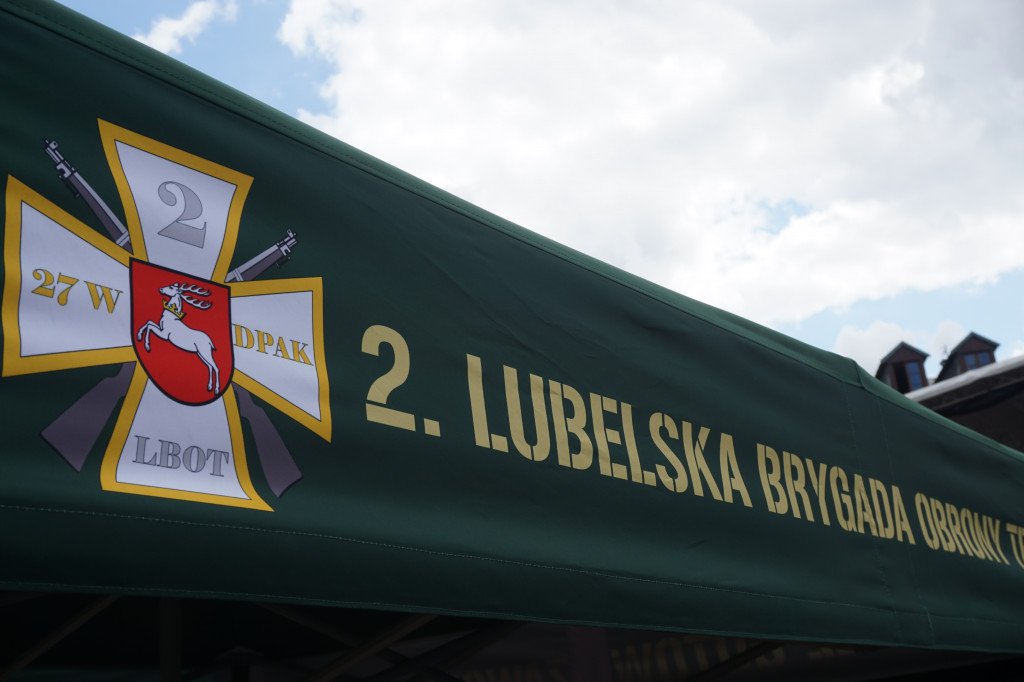 2
27 W DPAK
LBOT
2. LUBELSKA BRYGADA OBRONY